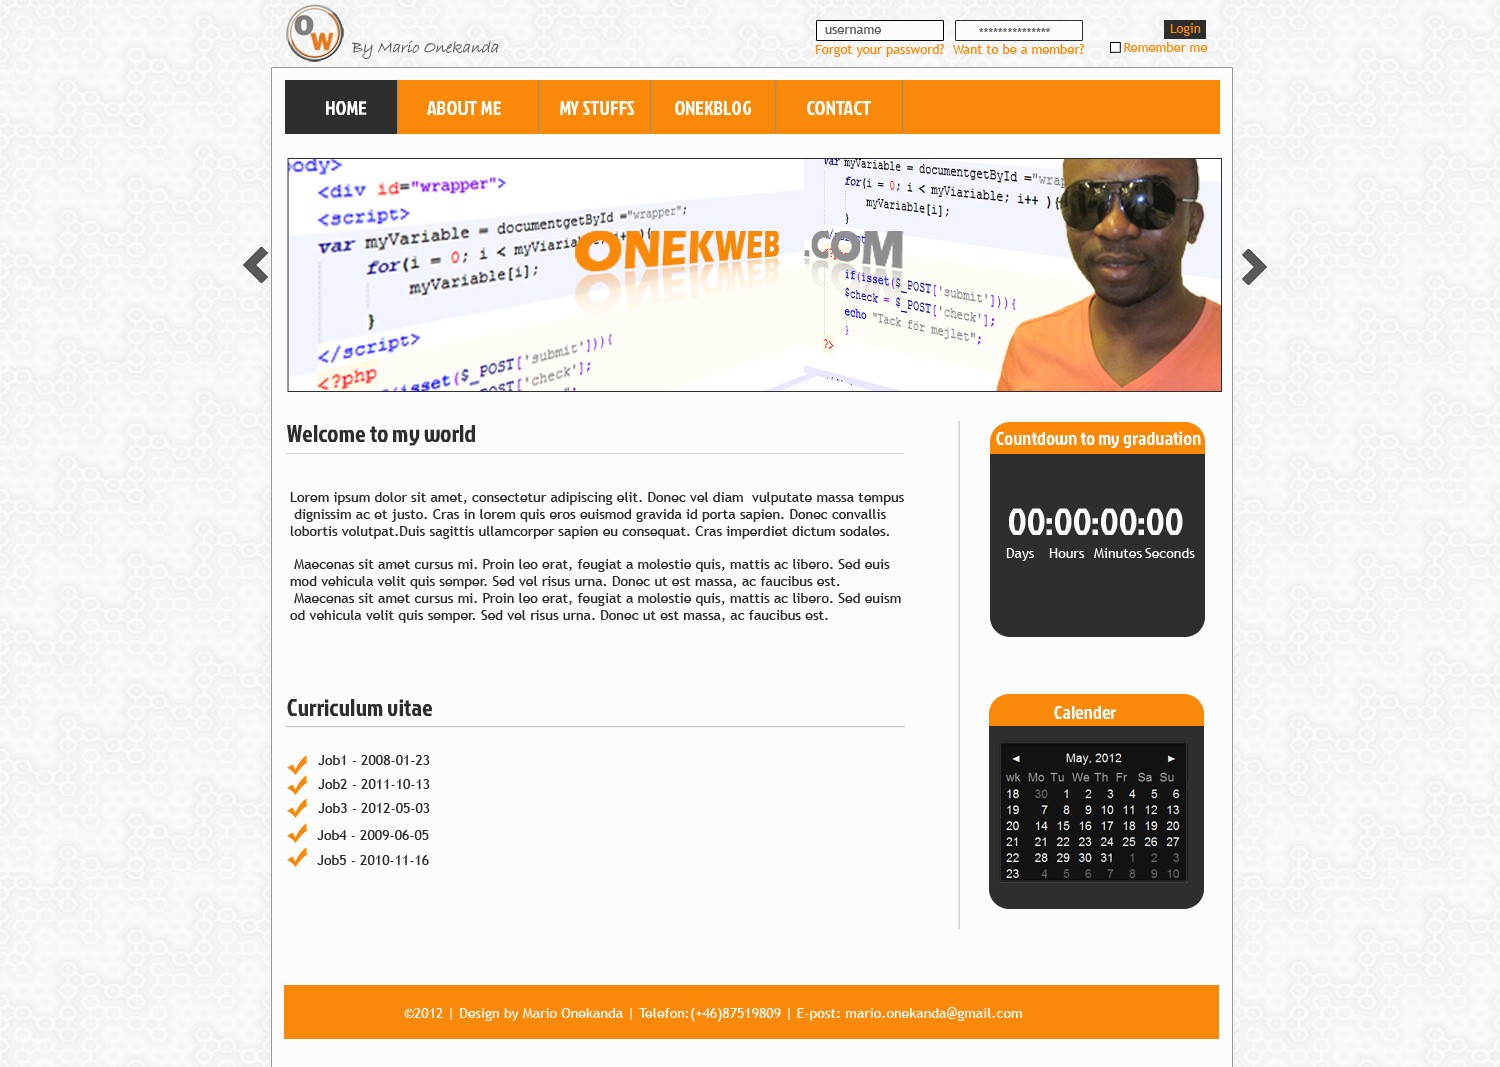 OW
By Mario Onekanda
username
***************
Login
Forgot your password?
Want to be a member?
Remember me
HOME
ABOUT ME
MY STUFFS
ONEKBLOG
CONTACT
ody>
<div id="wrapper">
<script>
var myVariable = documentgetById ="wrapper";
for(i = 0; i < myViariable; i++ ){
myVariable[i];
}
</script>
<?php
isset($_POST['submit'])){
$_POST['check'];
ONEKWEB .COM
var myVariable = documentgetById ="wrap
for(i = 0; i < myViariable; i++ ){
myVariable[i];
}
<?p
if(isset($_POST['submit'])){
$check = $_POST['check'];
echo "Tack för mejlet";
}
?>
Welcome to my world
Lorem ipsum dolor sit amet, consectetur adipiscing elit. Donec vel diam  vulputate massa tempus
dignissim ac et justo. Cras in lorem quis eros euismod gravida id porta sapien. Donec convallis
lobortis volutpat.Duis sagittis ullamcorper sapien eu consequat. Cras imperdiet dictum sodales.
Maecenas sit amet cursus mi. Proin leo erat, feugiat a molestie quis, mattis ac libero. Sed euis
mod vehicula velit quis semper. Sed vel risus urna. Donec ut est massa, ac faucibus est.
Maecenas sit amet cursus mi. Proin leo erat, feugiat a molestie quis, mattis ac libero. Sed euism
od vehicula velit quis semper. Sed vel risus urna. Donec ut est massa, ac faucibus est.
Curriculum vitae
Job1 - 2008-01-23
Job2 - 2011-10-13
Job3 - 2012-05-03
Job4 - 2009-06-05
Job5 - 2010-11-16
Countdown to my graduation
00:00:00:00
Days Hours Minutes Seconds
Calender
◄ May, 2012 ►
wk Mo Tu We Th Fr Sa Su
18 30 1 2 3 4 5 6
19 7 8 9 10 11 12 13
20 14 15 16 17 18 19 20
21 21 22 23 24 25 26 27
22 28 29 30 31 1 2 3
23 4 5 6 7 8 9 10
©2012 | Design by Mario Onekanda | Telefon:(+46)87519809 | E-post: mario.onekanda@gmail.com